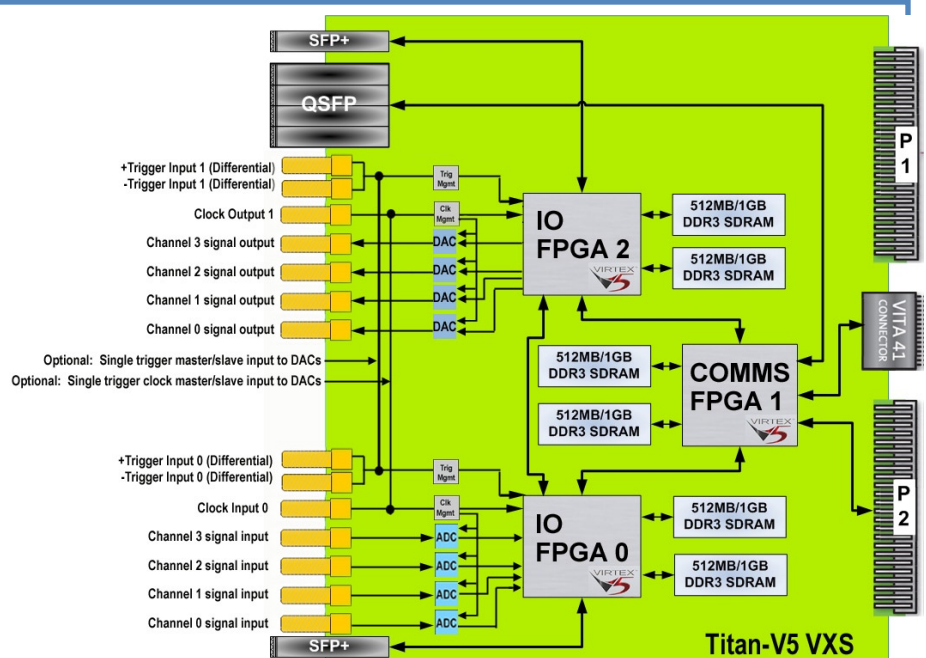 SFP+
QSFP
P
1
+Trigger Input 1 (Differential)
-Trigger Input 1 (Differential)
Trig
Mgmt
Clock Output 1
Clk
Mgmt
IO
FPGA 2
VIRTEX
5
512MB/1GB
DDR3 SDRAM
512MB/1GB
DDR3 SDRAM
Channel 3 signal output
DAC
Channel 2 signal output
DAC
Channel 1 signal output
DAC
Channel 0 signal output
DAC
VITA 41
CONNECTOR
Optional: Single trigger master/slave input to DACs
Optional: Single trigger clock master/slave input to DACs
512MB/1GB
DDR3 SDRAM
512MB/1GB
DDR3 SDRAM
COMMS
FPGA 1
VIRTEX
5
+Trigger Input 0 (Differential)
-Trigger Input 0 (Differential)
Trig
Mgmt
Clock Input 0
Clk
Mgmt
P
2
IO
FPGA 0
VIRTEX
5
512MB/1GB
DDR3 SDRAM
512MB/1GB
DDR3 SDRAM
Channel 3 signal input
ADC
Channel 2 signal input
ADC
Channel 1 signal input
ADC
Channel 0 signal input
ADC
SFP+
Titan-V5 VXS